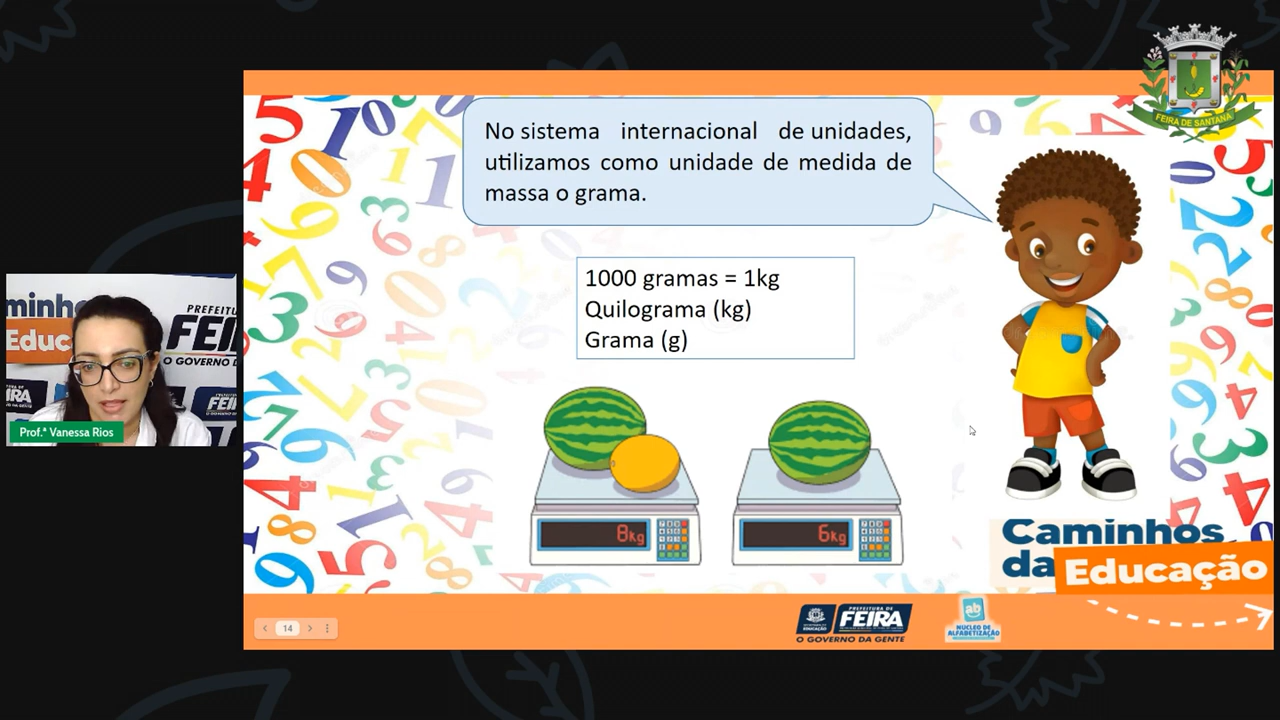 FEIRA DE SANTANA
No sistema internacional de unidades,
utilizamos como unidade de medida de
massa o grama.
1000 gramas = 1kg
Quilograma (kg)
Grama (g)
8kg
6kg
Prof.ª Vanessa Rios
Caminhos
da Educação
14
PREFEITURA DE
FEIRA
O GOVERNO DA GENTE
ab
NÚCLEO DE
ALFABETIZAÇÃO